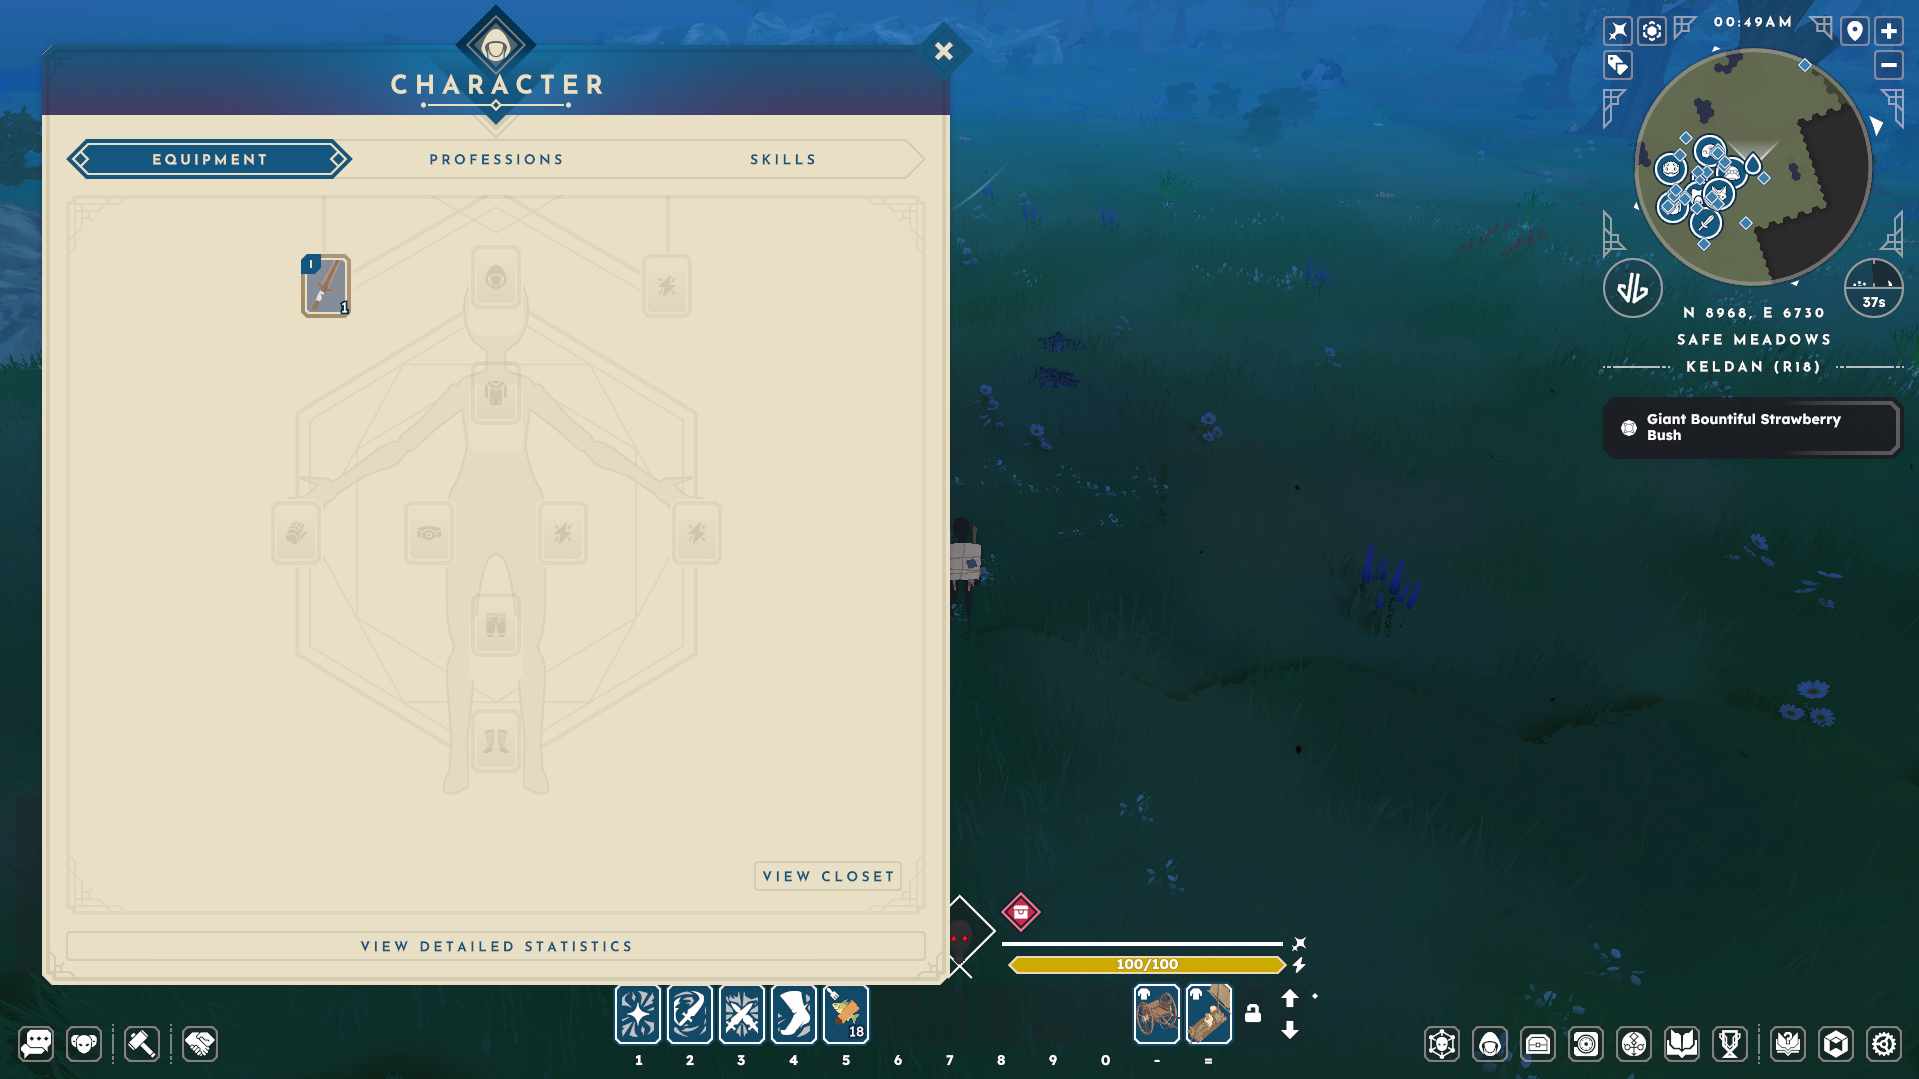 CHARACTER
EQUIPMENT
PROFESSIONS
SKILLS
I
1
VIEW CLOSET
VIEW DETAILED STATISTICS
00:49AM
37s
N 8968, E 6730
SAFE MEADOWS
KELDAN (R18)
Giant Bountiful Strawberry
Bush
100/100
18
1 2 3 4 5 6 7 8 9 0 - =